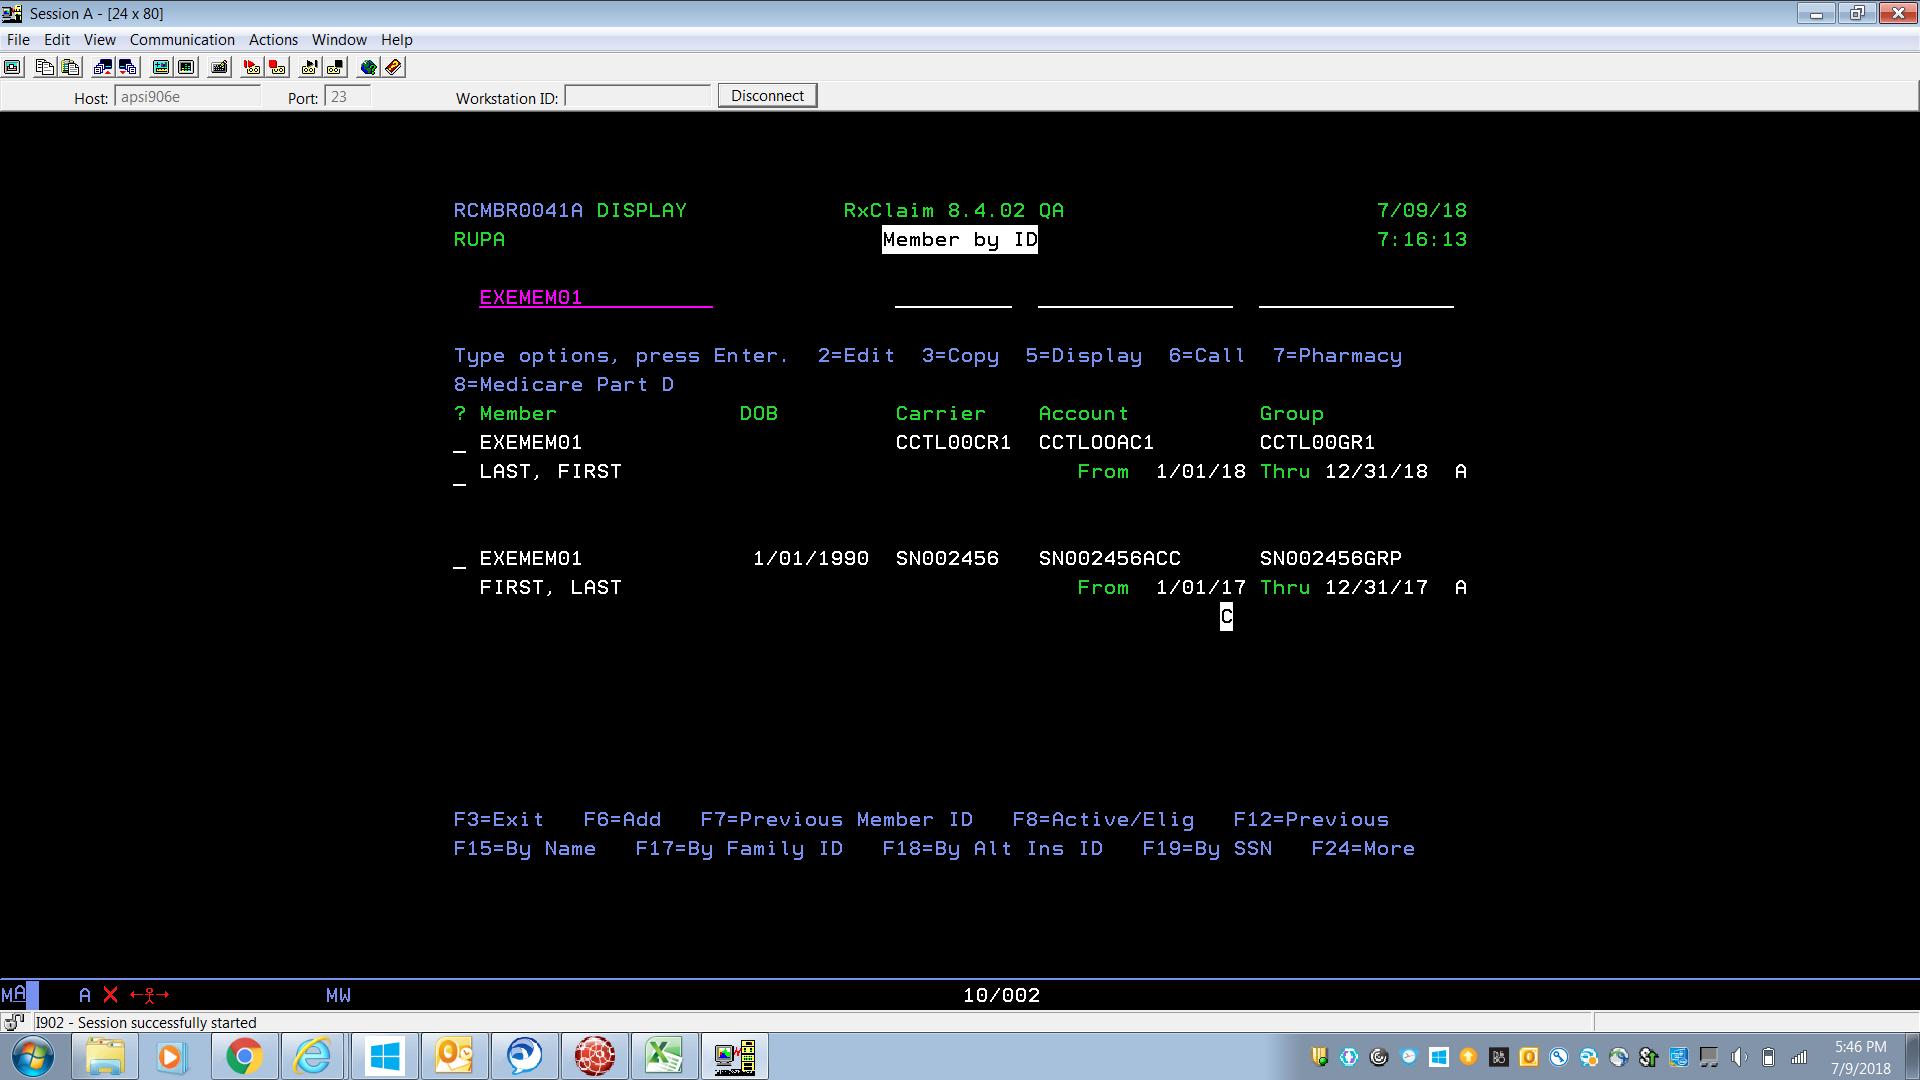 Session A - [24 x 80]
File Edit View Communication Actions Window Help
Host: apsi906e Port: 23 Workstation ID: Disconnect
RCMBR0041A DISPLAY RxClaim 8.4.02 QA 7/09/18
RUPA Member by ID 7:16:13
EXEMEM01
Type options, press Enter. 2=Edit 3=Copy 5=Display 6=Call 7=Pharmacy
8=Medicare Part D
? Member DOB Carrier Account Group
_ EXEMEM01 CCTL00CR1 CCTL00AC1 CCTL00GR1
_ LAST, FIRST From 1/01/18 Thru 12/31/18 A
_ EXEMEM01 1/01/1990 SN002456 SN002456ACC SN002456GRP
FIRST, LAST From 1/01/17 Thru 12/31/17 A
C
F3=Exit F6=Add F7=Previous Member ID F8=Active/Elig F12=Previous
F15=By Name F17=By Family ID F18=By Alt Ins ID F19=By SSN F24=More
MA A MW 10/002
I902 - Session successfully started
5:46 PM
7/9/2018